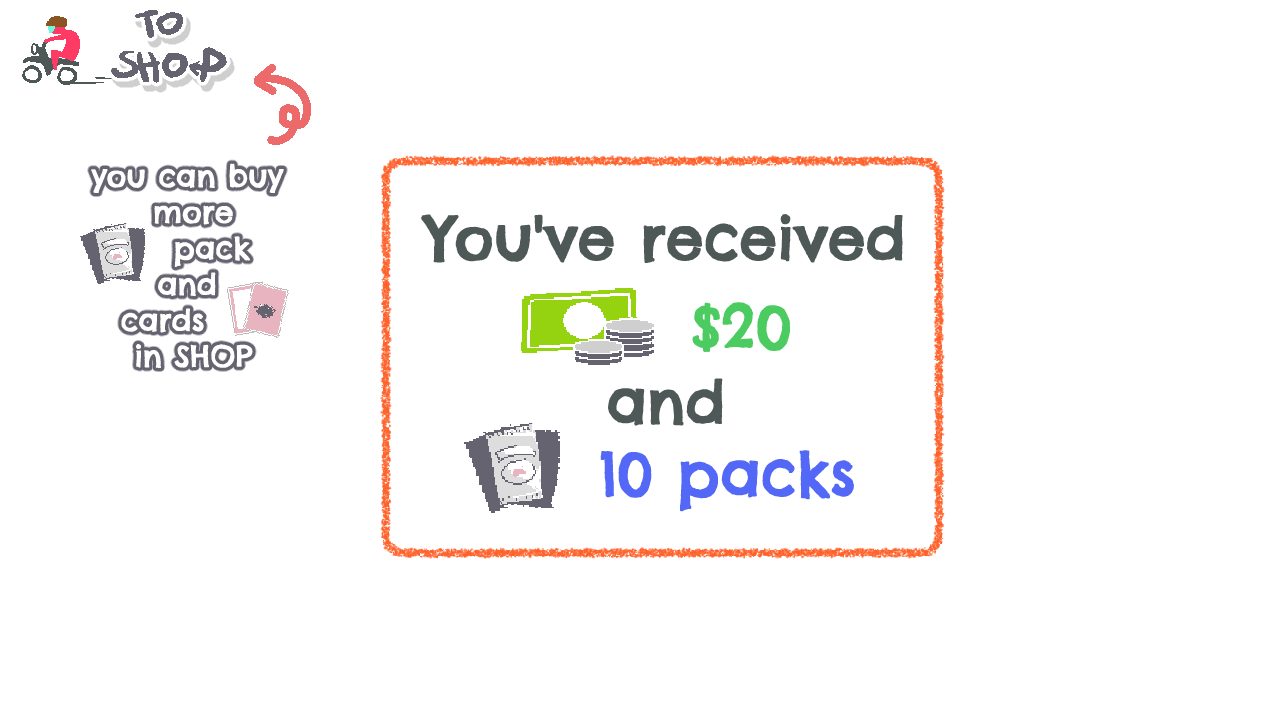 TO
SHOP
you can buy
more
pack
and
cards
in SHOP
You've received
$20
and
10 packs